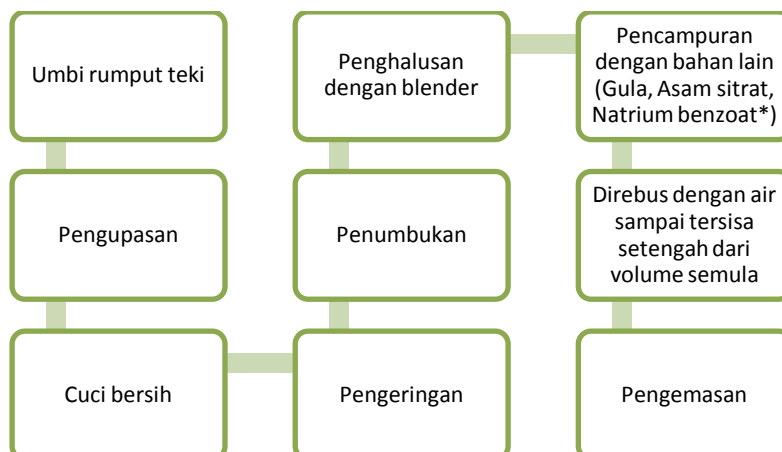 Umbi rumput teki
Pengupasan
Cuci bersih
Pengeringan
Penumbukan
Penghalusan
dengan blender
Pencampuran
dengan bahan lain
(Gula, Asam sitrat,
Natrium benzoat*)
Direbus dengan air
sampai tersisa
setengah dari
volume semula
Pengemasan